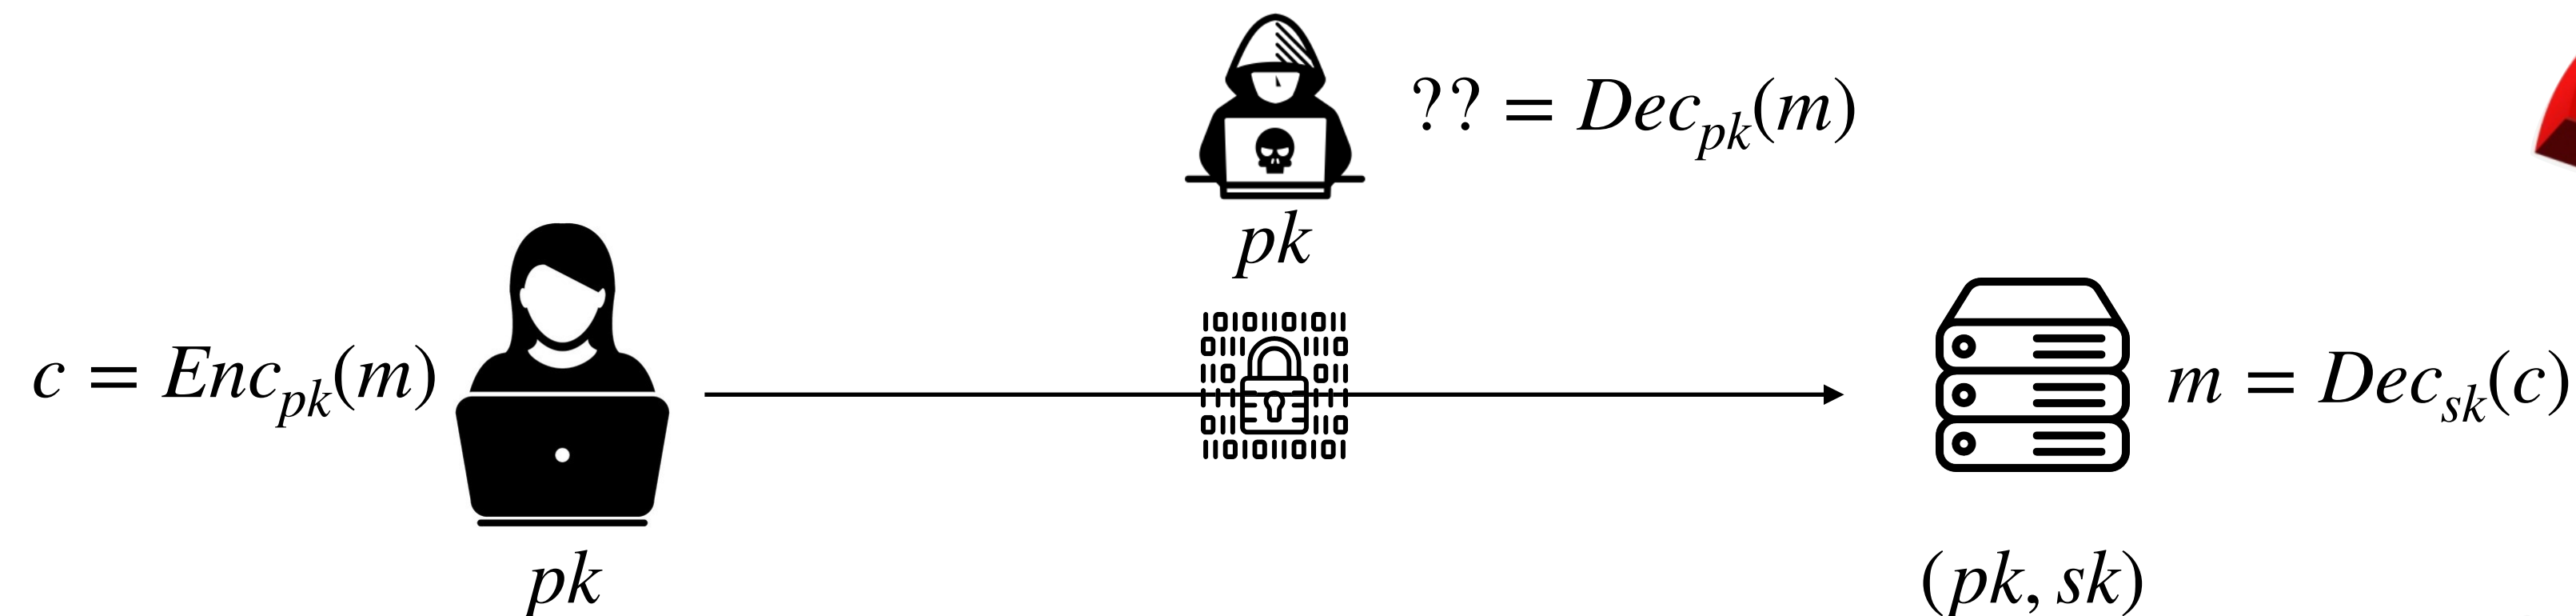 ?? = Dec_pk(m)
pk
c = Enc_pk(m)
m = Dec_sk(c)
pk
(pk, sk)